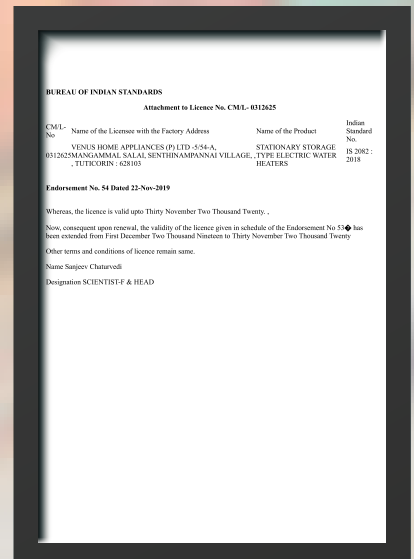 BUREAU OF INDIAN STANDARDS
Attachment to Licence No. CM/L- 0312625
CM/L-No Name of the Licensee with the Factory Address Name of the Product Indian Standard No.
0312625 VENUS HOME APPLIANCES (P) LTD -5/54-A,
MANGAMMAL SALAI, SENTHINAMPANNAI VILLAGE, ,
, TUTICORIN : 628103
STATIONARY STORAGE
TYPE ELECTRIC WATER
HEATERS
IS 2082 :
2018
Endorsement No. 54 Dated 22-Nov-2019
Whereas, the licence is valid upto Thirty November Two Thousand Twenty. ,
Now, consequent upon renewal, the validity of the licence given in schedule of the Endorsement No 53� has
been extended from First December Two Thousand Nineteen to Thirty November Two Thousand Twenty
Other terms and conditions of licence remain same.
Name Sanjeev Chaturvedi
Designation SCIENTIST-F & HEAD